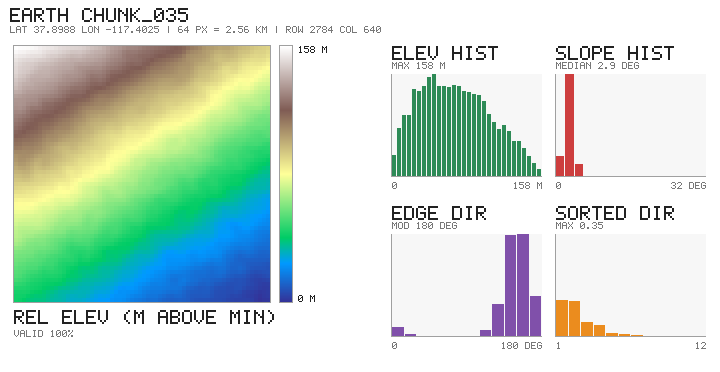 EARTH CHUNK_035
LAT 37.8988 LON -117.4025 | 64 PX = 2.56 KM | ROW 2784 COL 640
158 M
0 M
REL ELEV (M ABOVE MIN)
VALID 100%
ELEV HIST
MAX 158 M
0 158 M
SLOPE HIST
MEDIAN 2.9 DEG
0 32 DEG
EDGE DIR
MOD 180 DEG
0 180 DEG
SORTED DIR
MAX 0.35
1 12